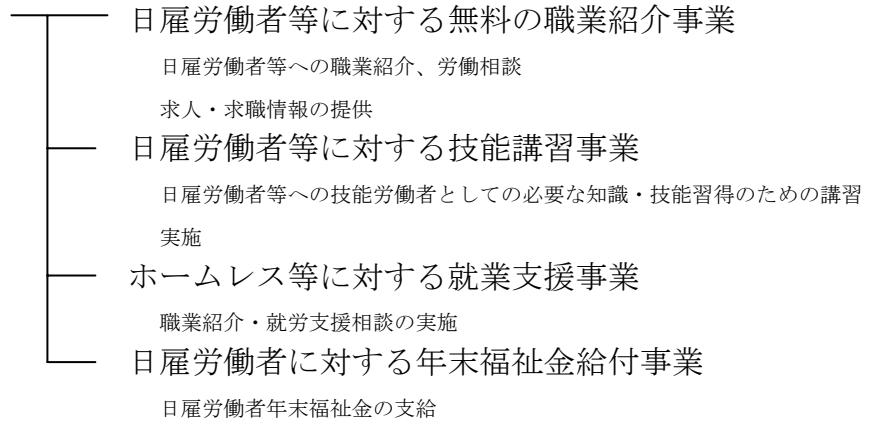 日雇労働者等に対する無料の職業紹介事業
日雇労働者等への職業紹介、労働相談
求人・求職情報の提供
日雇労働者等に対する技能講習事業
日雇労働者等への技能労働者としての必要な知識・技能習得のための講習
実施
ホームレス等に対する就業支援事業
職業紹介・就労支援相談の実施
日雇労働者に対する年末福祉金給付事業
日雇労働者年末福祉金の支給